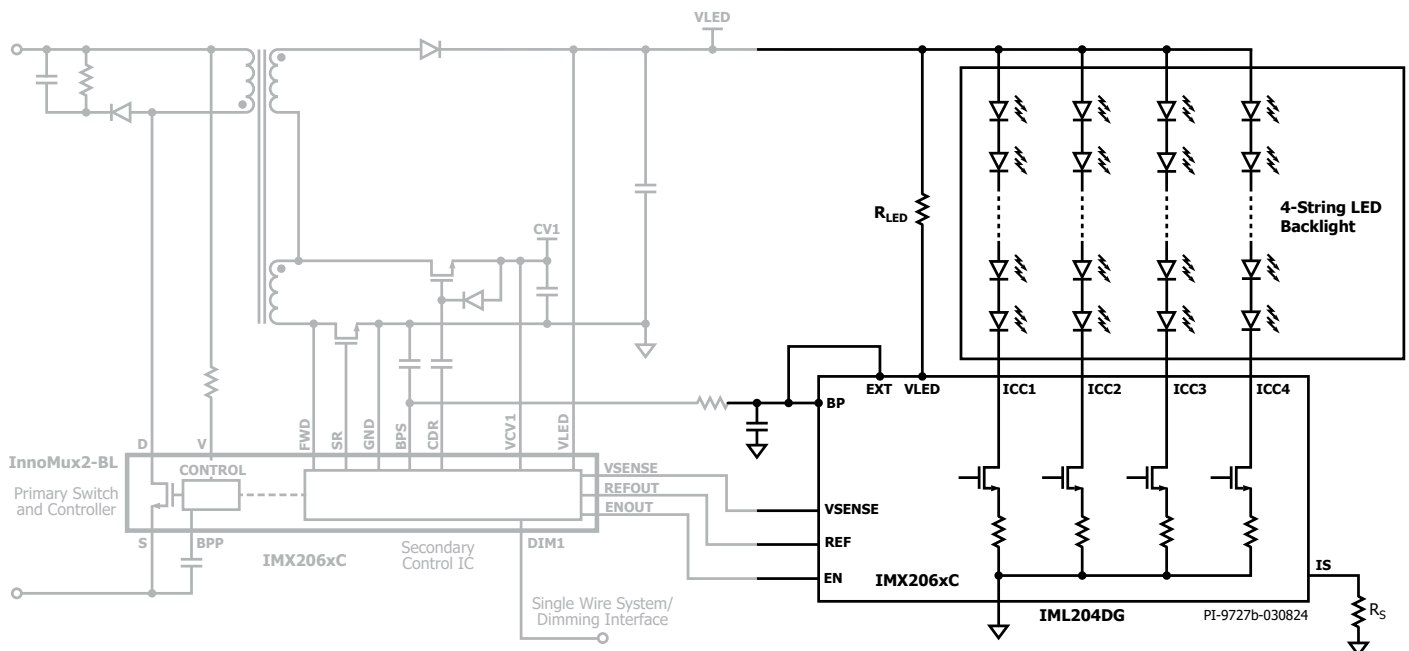 VLED
R_LED
4-String LED
Backlight
CV1
EXT
VLED
ICC1
ICC2
ICC3
ICC4
BP
D
V
FWD
SR
GND
BPS
CDR
VCV1
VLED
InnoMux2-BL
CONTROL
VSENSE
Primary Switch
and Controller
REFOUT
ENOUT
VSENSE
S
BPP
Secondary
Control IC
DIM1
REF
IMX206xC
EN
IMX206xC
IS
Single Wire System/
Dimming Interface
IML204DG
PI-9727b-030824
R_S